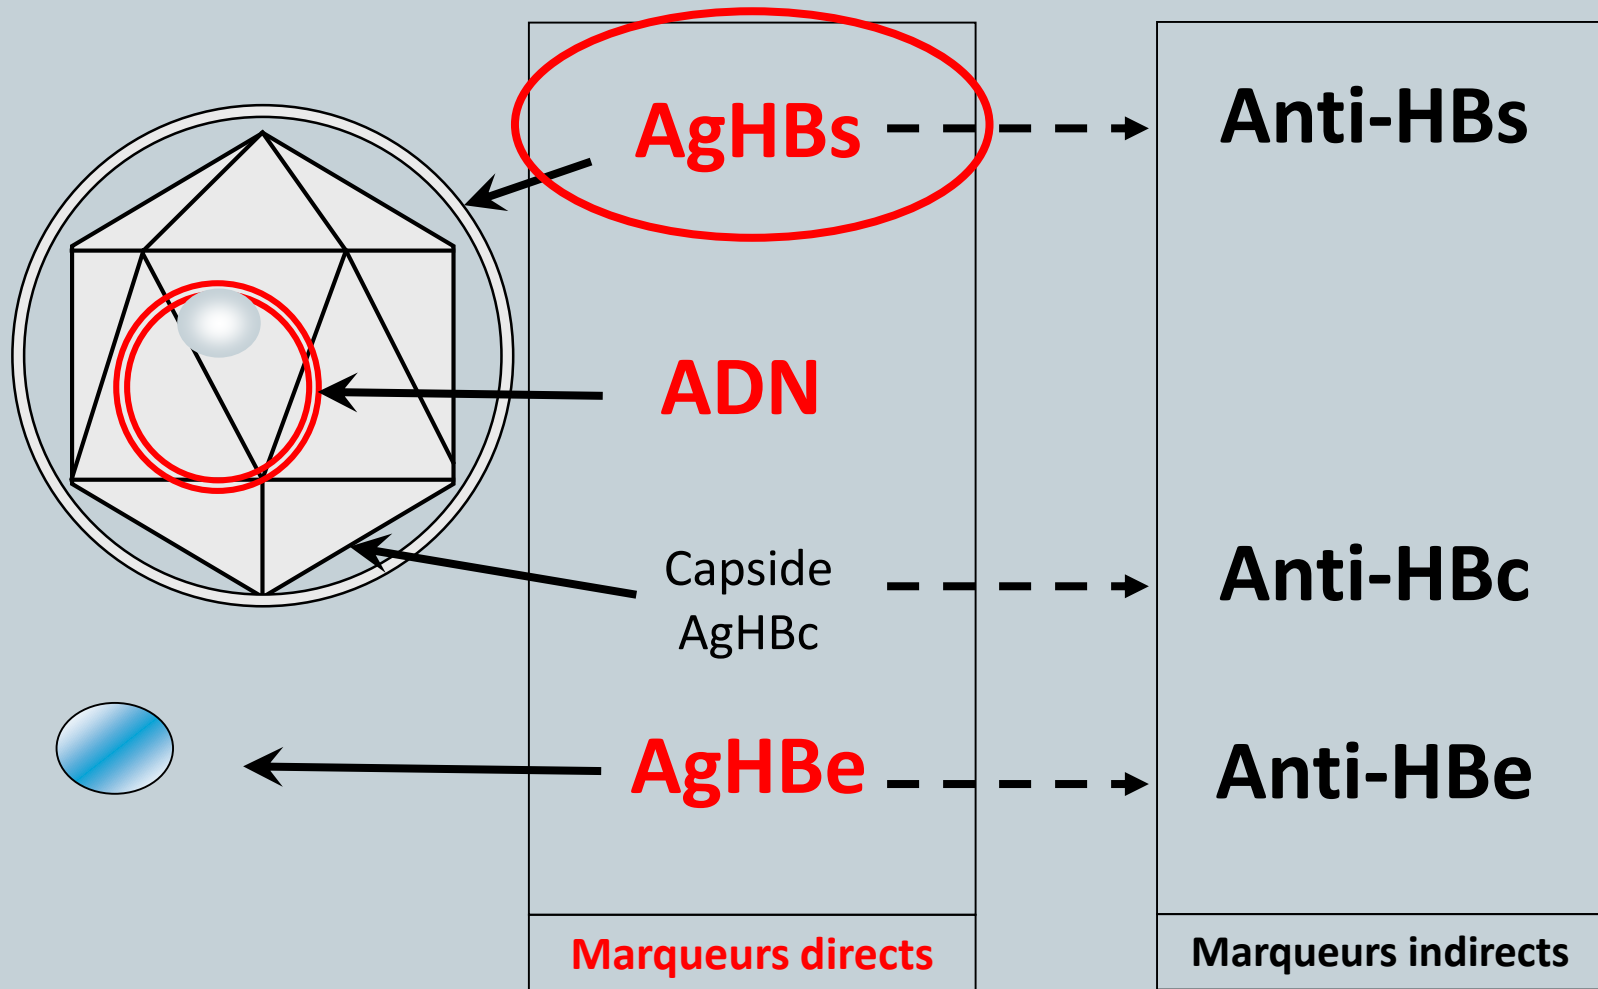 AgHBs
Anti-HBs
ADN
Capside
AgHBc
Anti-HBc
AgHBe
Anti-HBe
Marqueurs directs
Marqueurs indirects